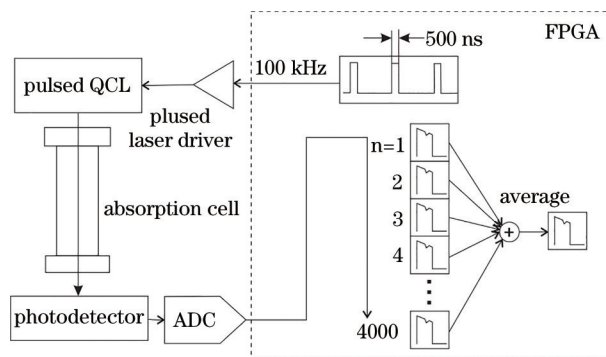 FPGA
500 ns
100 kHz
pulsed QCL
plused
laser driver
absorption cell
photodetector
ADC
n=1
2
3
4
4000
average
+